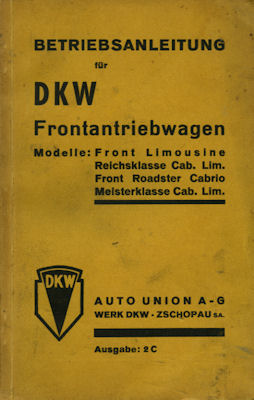 BETRIEBSANLEITUNG
für
DKW
Frontantriebwagen
Modelle: Front Limousine
Reichsklasse Cab. Lim.
Front Roadster Cabrio
Meisterklasse Cab. Lim.
DKW
AUTO UNION A-G
WERK DKW - ZSCHOPAU SA.
Ausgabe: 2 C